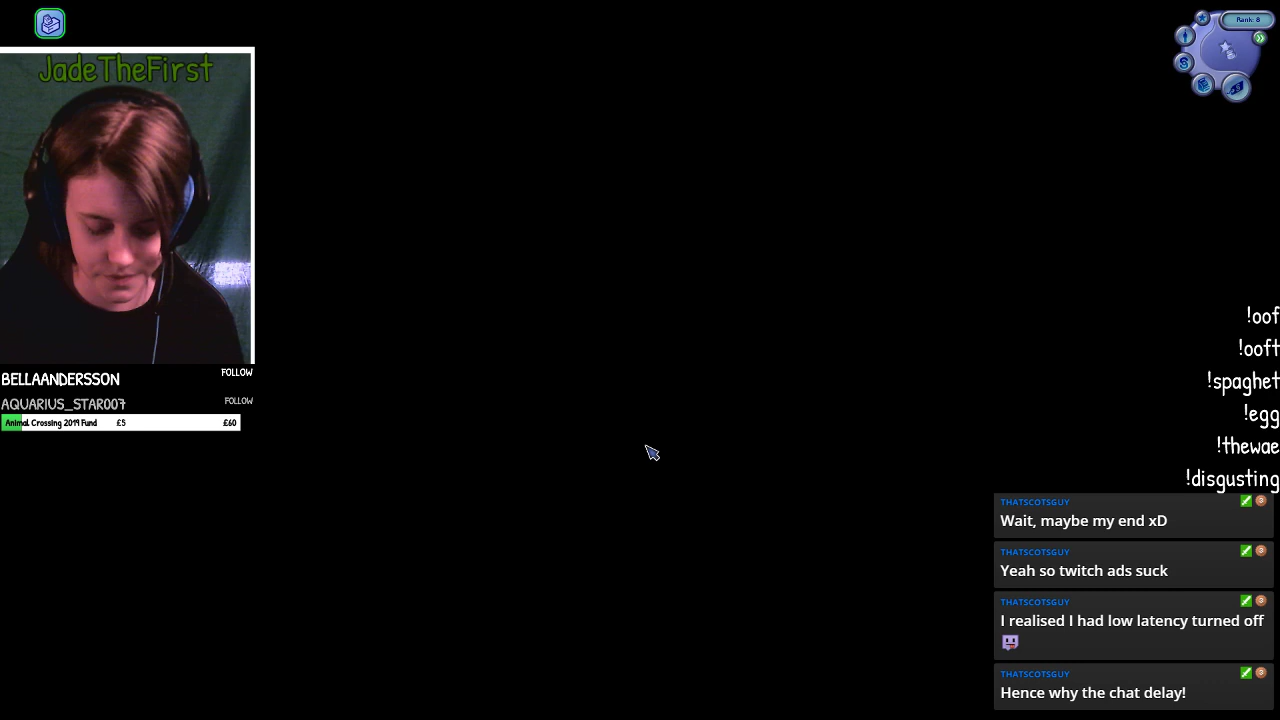 Rank: 8
JadeTheFirst
BELLAANDERSSON FOLLOW
AQUARIUS_STAR007 FOLLOW
Animal Crossing 2019 Fund £5 £60
!oof
!ooft
!spaghet
!egg
!thewae
!disgusting
THATSCOTSGUY
Wait, maybe my end xD
THATSCOTSGUY
Yeah so twitch ads suck
THATSCOTSGUY
I realised I had low latency turned off
THATSCOTSGUY
Hence why the chat delay!